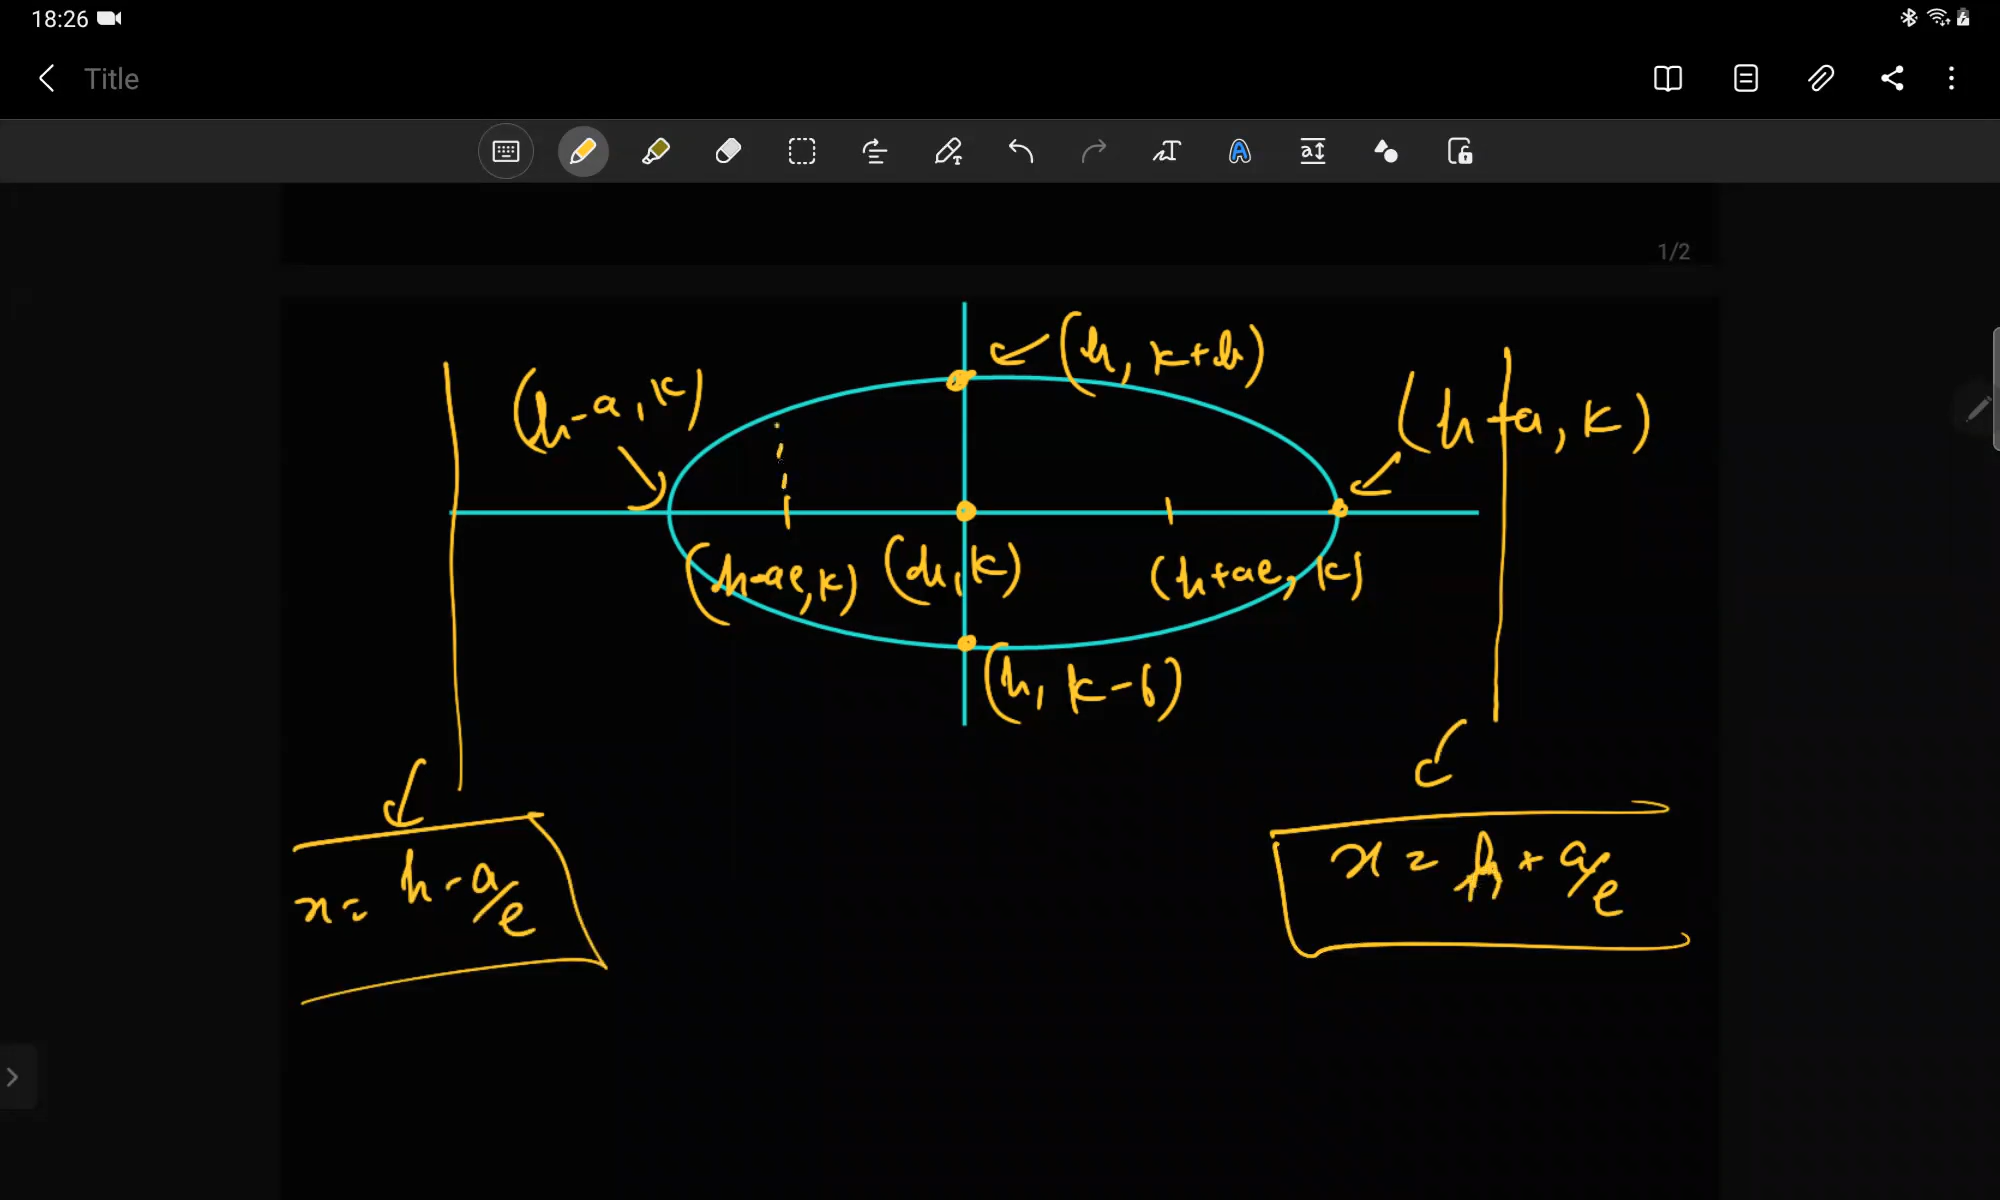 18:26
Title
1/2
(h, k+b)
(h-a, k)
(h+a, k)
(h-ae, k) (h, k) (h+ae, k)
(h, k-b)
x = h - a/e
x = h + a/e